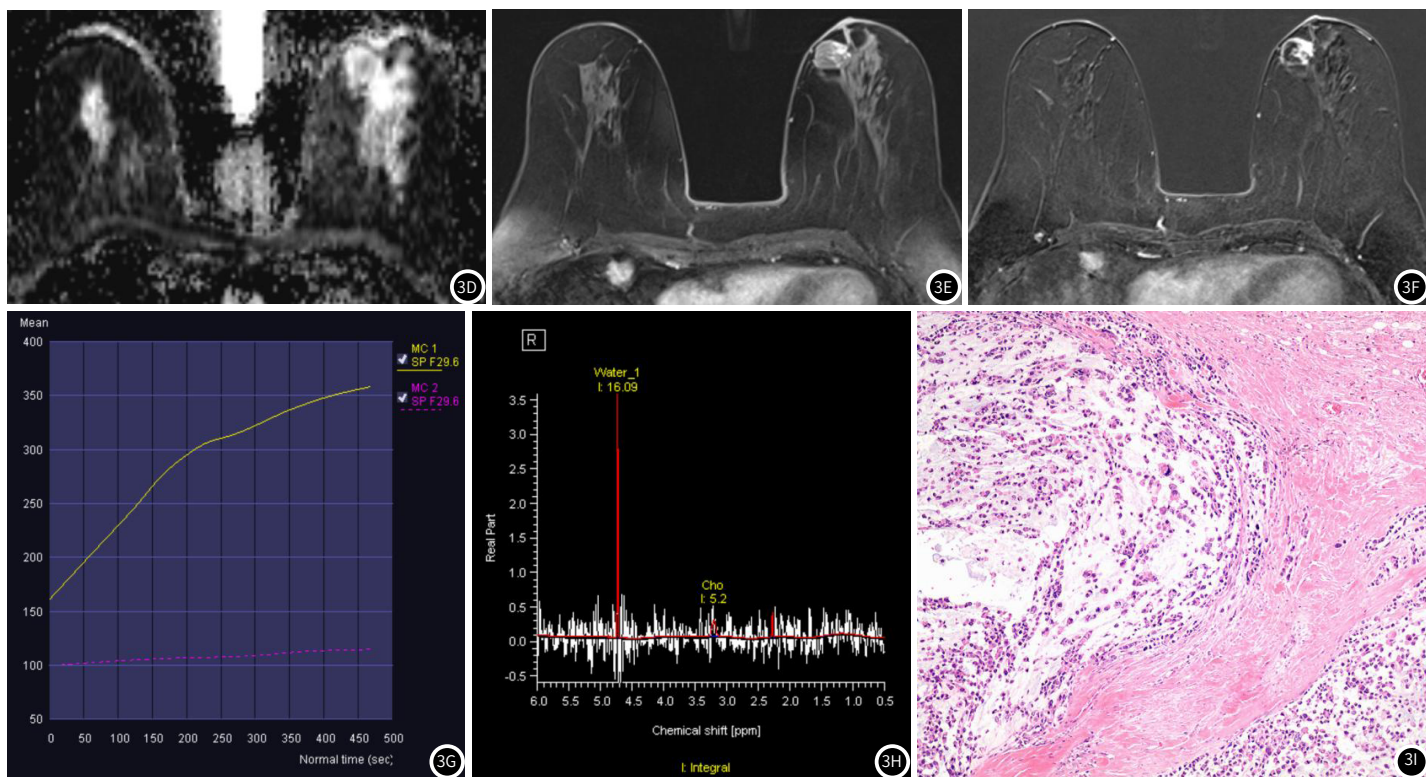 3D
3E
3F
Mean
400
350
300
250
200
150
100
50
0 50 100 150 200 250 300 350 400 450 500
Normal time (sec)
MC 1
SP F29.6
MC 2
SP F29.6
3G
R
Water_1
I: 16.09
Cho
I: 5.2
Real Part
3.5
3.0
2.5
2.0
1.5
1.0
0.5
0.0
-0.5
6.0 5.5 5.0 4.5 4.0 3.5 3.0 2.5 2.0 1.5 1.0 0.5
Chemical shift [ppm]
I: Integral
3H
3I